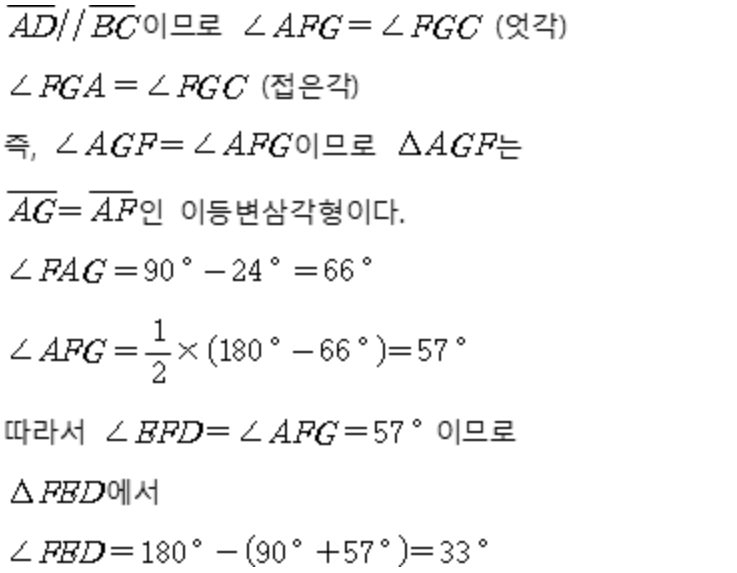 AD//BC이므로 ∠AFG=∠FGC (엇각)
∠FGA=∠FGC (접은각)
즉, ∠AGF=∠AFG이므로 △AGF는
AG=AF인 이등변삼각형이다.
∠FAG=90°-24°=66°
∠AFG=1/2×(180°-66°)=57°
따라서 ∠EFD=∠AFG=57° 이므로
△FED에서
∠FED=180°-(90°+57°)=33°